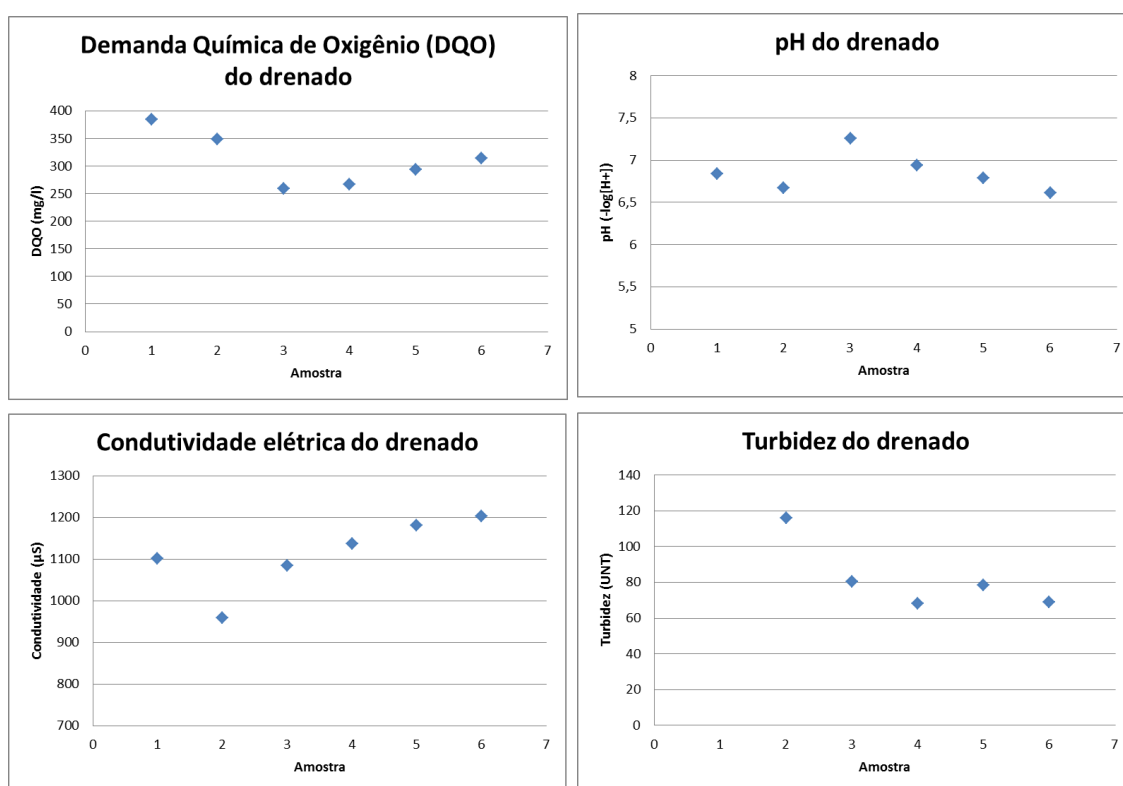 Demanda Química de Oxigênio (DQO)
do drenado
400
350
300
250
200
150
100
50
0
DQO (mg/l)
0 1 2 3 4 5 6 7
Amostra
pH do drenado
8
7,5
7
6,5
6
5,5
5
pH (-log[H+])
0 1 2 3 4 5 6 7
Amostra
Condutividade elétrica do drenado
1300
1200
1100
1000
900
800
700
Condutividade (µS)
0 1 2 3 4 5 6 7
Amostra
Turbidez do drenado
140
120
100
80
60
40
20
0
Turbidez (UNT)
0 1 2 3 4 5 6 7
Amostra